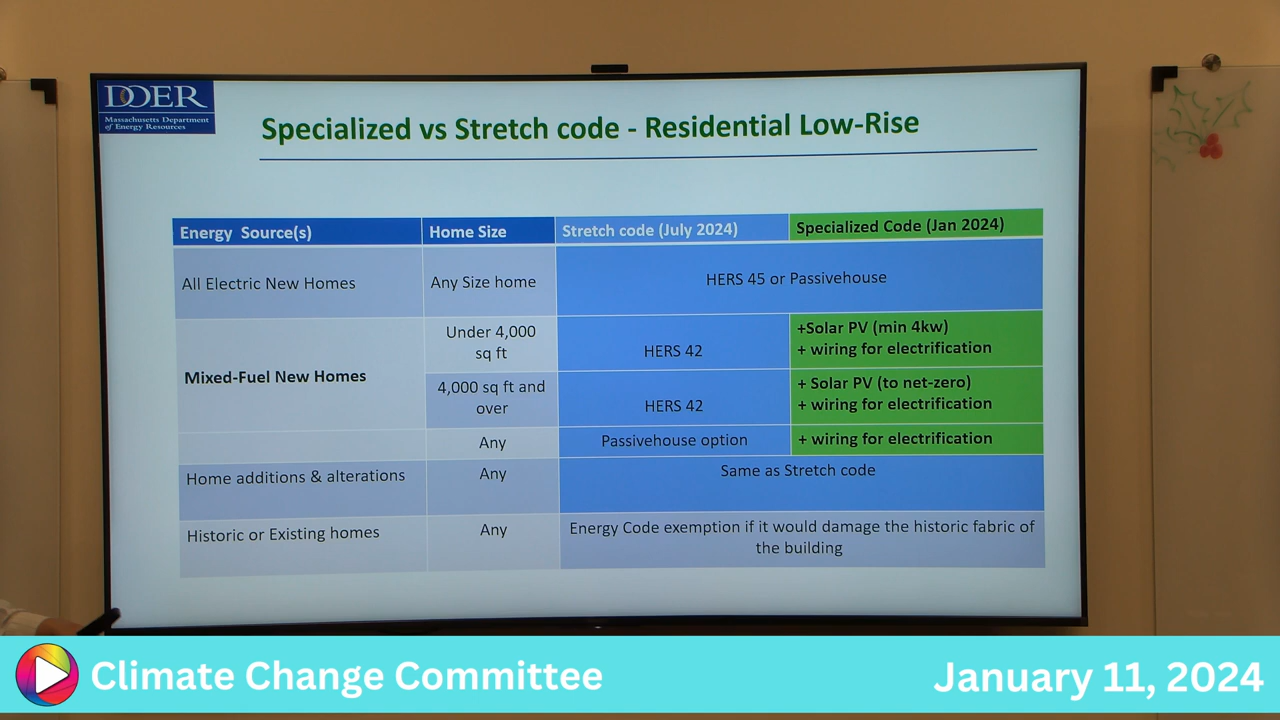 DOER
Massachusetts Department
of Energy Resources
Specialized vs Stretch code - Residential Low-Rise
Energy Source(s)
Home Size
Stretch code (July 2024)
Specialized Code (Jan 2024)
All Electric New Homes
Any Size home
HERS 45 or Passivehouse
Mixed-Fuel New Homes
Under 4,000
sq ft
HERS 42
+Solar PV (min 4kw)
+ wiring for electrification
4,000 sq ft and
over
HERS 42
+ Solar PV (to net-zero)
+ wiring for electrification
Any
Passivehouse option
+ wiring for electrification
Home additions & alterations
Any
Same as Stretch code
Historic or Existing homes
Any
Energy Code exemption if it would damage the historic fabric of
the building
Climate Change Committee
January 11, 2024